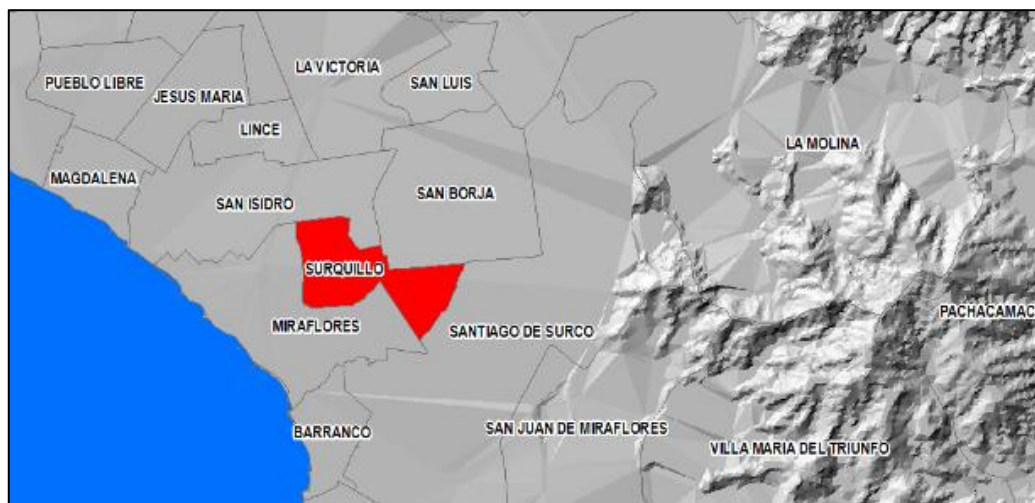 LA VICTORIA
PUEBLO LIBRE
SAN LUIS
JESUS MARIA
LINCE
LA MOLINA
MAGDALENA
SAN ISIDRO
SAN BORJA
SURQUILLO
PACHACAMAC
MIRAFLORES
SANTIAGO DE SURCO
BARRANCO
SAN JUAN DE MIRAFLORES
VILLA MARIA DEL TRIUNFO